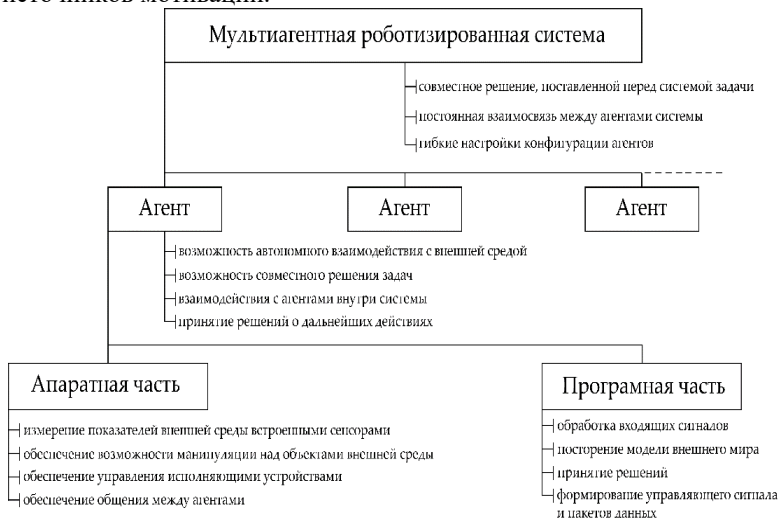 источников мотивации.
Мультиагентная роботизированная система
совместное решение, поставленной перед системой задачи
постоянная взаимосвязь между агентами системы
гибкие настройки конфигурации агентов
Агент
Агент
Агент
возможность автономного взаимодействия с внешней средой
возможность совместного решения задач
взаимодействия с агентами внутри системы
принятие решений о дальнейших действиях
Апаратная часть
Програмная часть
измерение показателей внешней среды встроенными сенсорами
обеспечение возможности манипуляции над объектами внешней среды
обеспечение управления исполняющими устройствами
обеспечение общения между агентами
обработка входящих сигналов
посторение модели внешнего мира
принятие решений
формирование управляющего сигнала
и пакетов данных